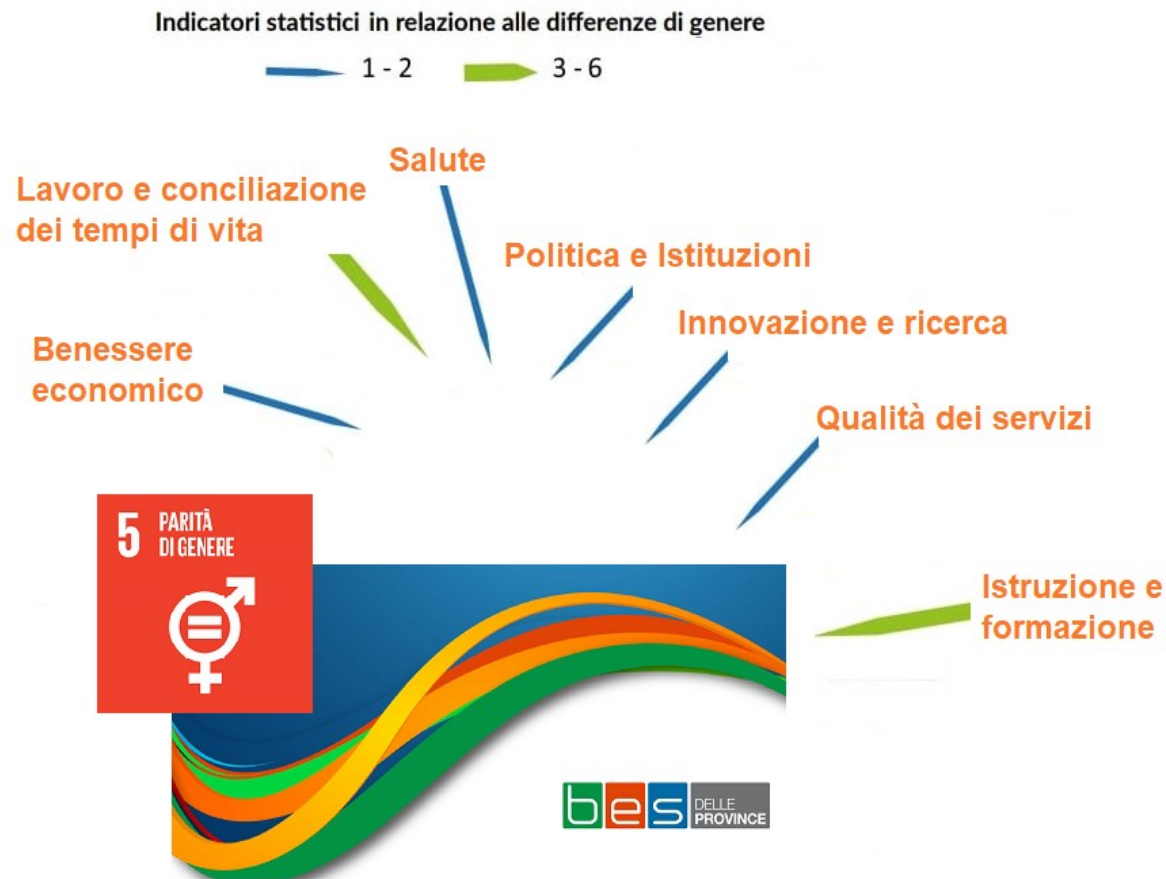 Indicatori statistici in relazione alle differenze di genere
1 - 2
3 - 6
Salute
Lavoro e conciliazione
dei tempi di vita
Politica e Istituzioni
Innovazione e ricerca
Benessere
economico
Qualità dei servizi
5 PARITÀ
DI GENERE
Istruzione e
formazione
bes DELLE
PROVINCE